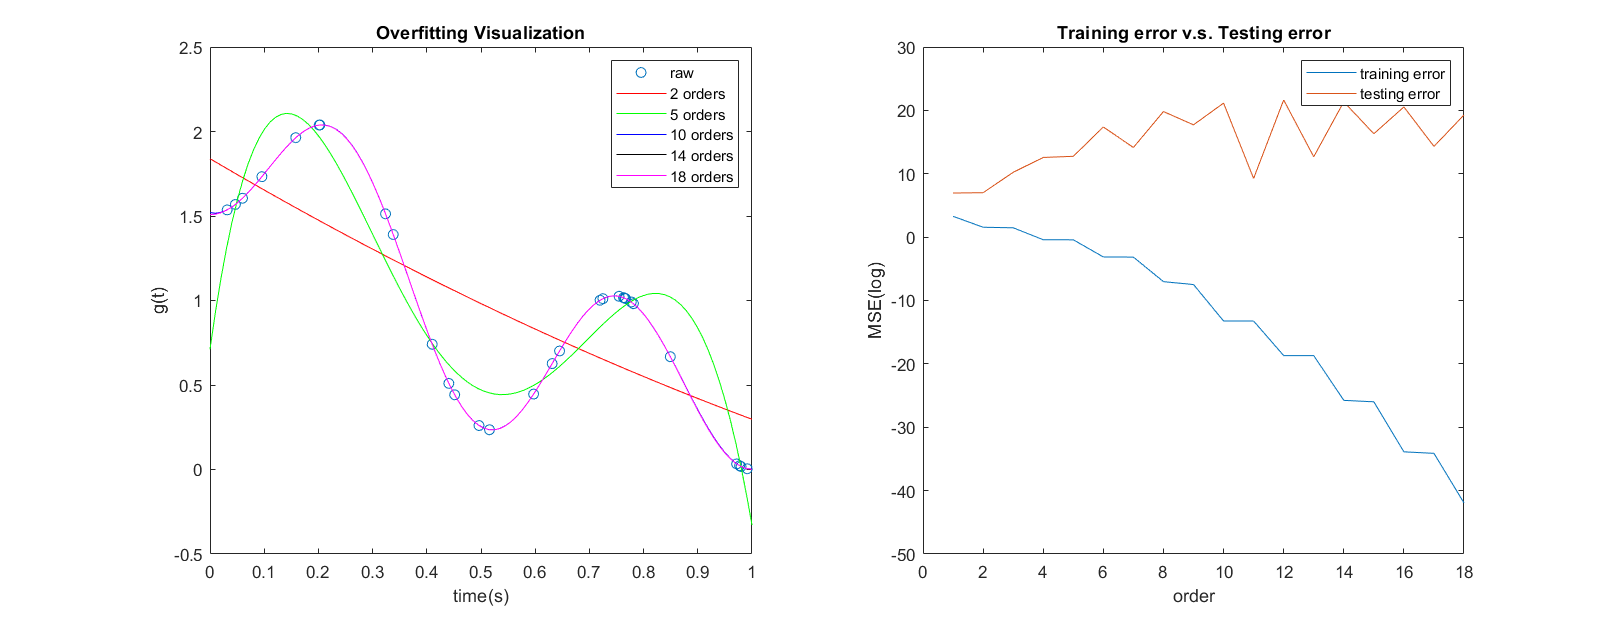 Overfitting Visualization
2.5
2
1.5
1
0.5
0
-0.5
g(t)
raw
2 orders
5 orders
10 orders
14 orders
18 orders
0 0.1 0.2 0.3 0.4 0.5 0.6 0.7 0.8 0.9 1
time(s)
Training error v.s. Testing error
30
20
10
0
-10
-20
-30
-40
-50
MSE(log)
training error
testing error
0 2 4 6 8 10 12 14 16 18
order